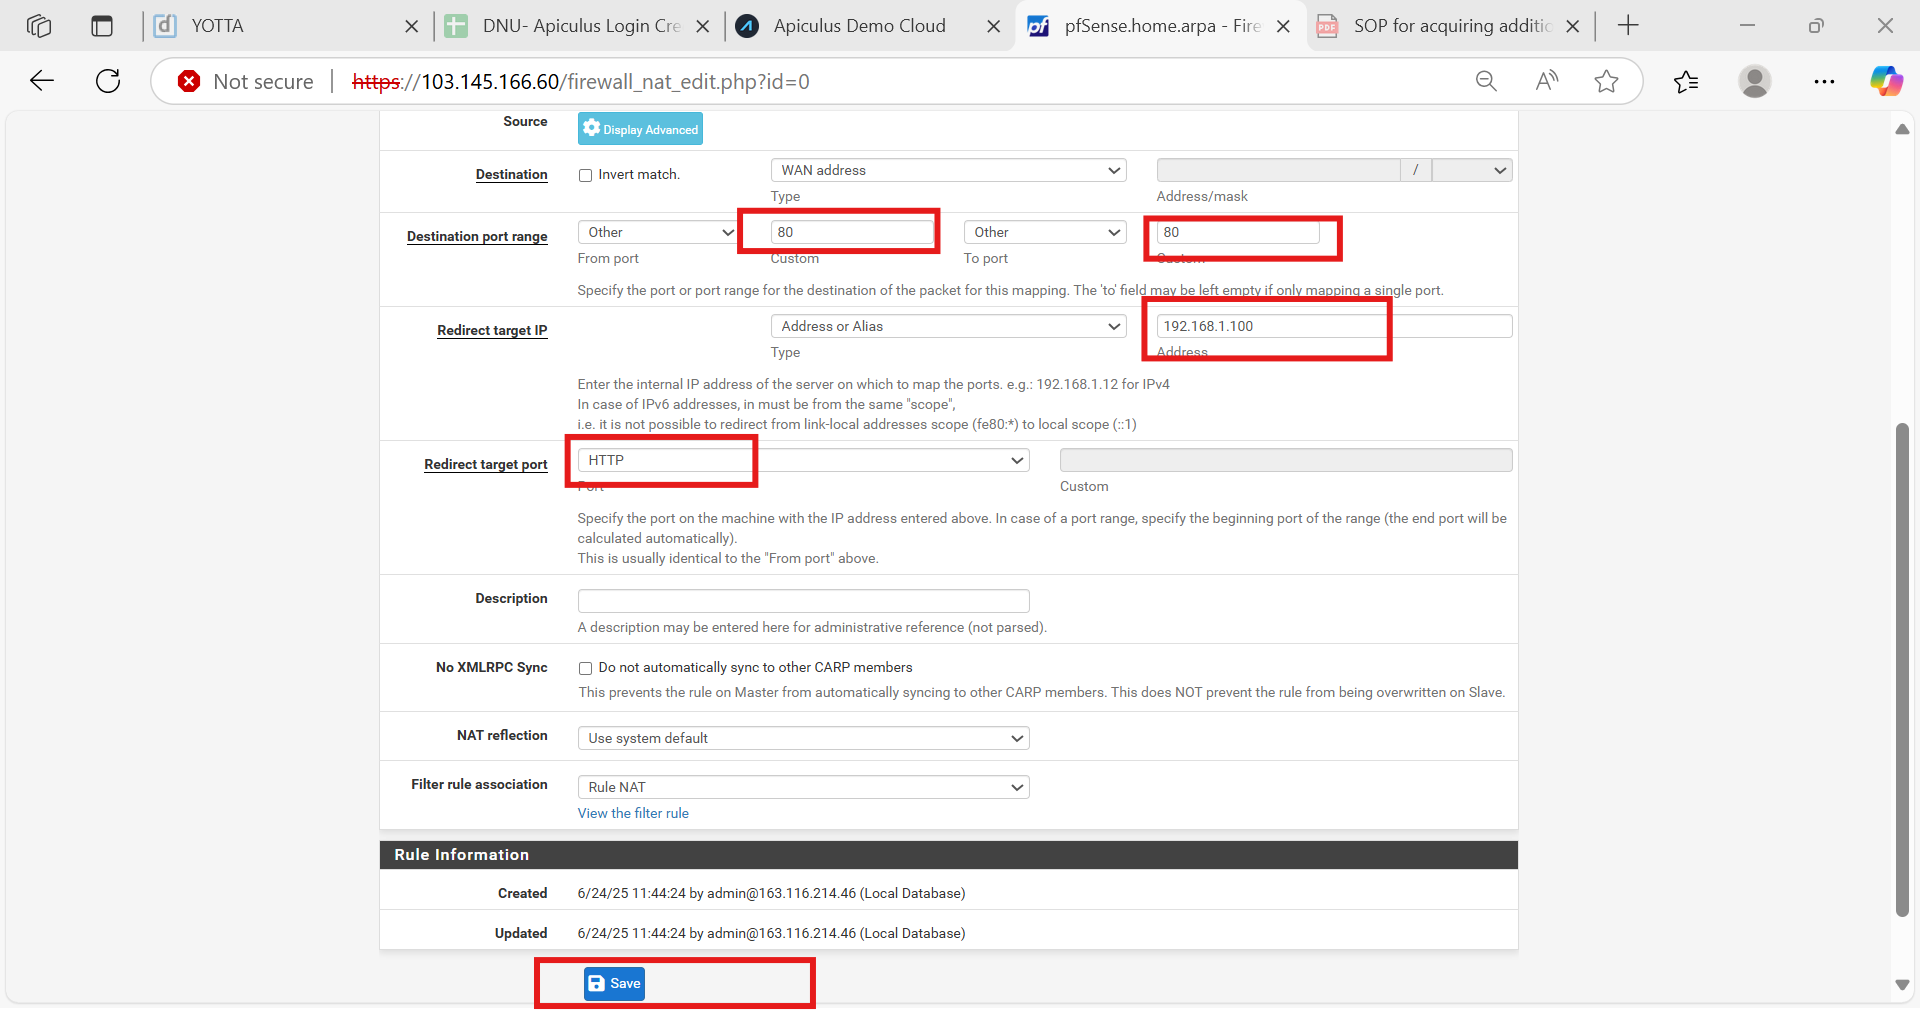 YOTTA
DNU- Apiculus Login Cre
Apiculus Demo Cloud
pfSense.home.arpa - Fire
SOP for acquiring additio
Not secure
https://103.145.166.60/firewall_nat_edit.php?id=0
Source
Display Advanced
Destination
Invert match.
WAN address
/
Type
Address/mask
Destination port range
Other
80
Other
80
From port
Custom
To port
Custom
Specify the port or port range for the destination of the packet for this mapping. The 'to' field may be left empty if only mapping a single port.
Redirect target IP
Address or Alias
192.168.1.100
Type
Address
Enter the internal IP address of the server on which to map the ports. e.g.: 192.168.1.12 for IPv4
In case of IPv6 addresses, in must be from the same "scope",
i.e. it is not possible to redirect from link-local addresses scope (fe80:*) to local scope (::1)
Redirect target port
HTTP
Port
Custom
Specify the port on the machine with the IP address entered above. In case of a port range, specify the beginning port of the range (the end port will be
calculated automatically).
This is usually identical to the "From port" above.
Description
A description may be entered here for administrative reference (not parsed).
No XMLRPC Sync
Do not automatically sync to other CARP members
This prevents the rule on Master from automatically syncing to other CARP members. This does NOT prevent the rule from being overwritten on Slave.
NAT reflection
Use system default
Filter rule association
Rule NAT
View the filter rule
Rule Information
Created
6/24/25 11:44:24 by admin@163.116.214.46 (Local Database)
Updated
6/24/25 11:44:24 by admin@163.116.214.46 (Local Database)
Save